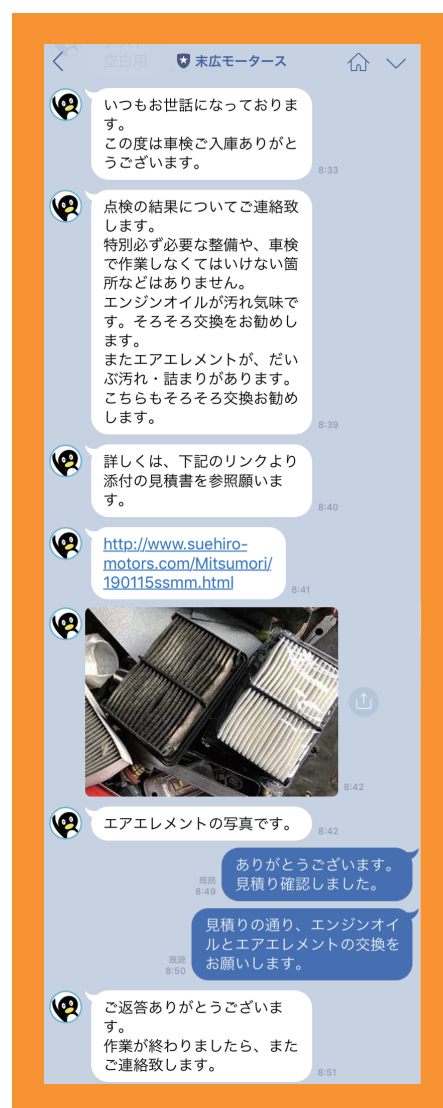 空白用
末広モータース
いつもお世話になっておりま
す。
この度は車検ご入庫ありがと
うございます。
8:33
点検の結果についてご連絡致
します。
特別必ず必要な整備や、車検
で作業しなくてはいけない箇
所などはありません。
エンジンオイルが汚れ気味で
す。そろそろ交換をお勧めし
ます。
またエアエレメントが、だい
ぶ汚れ・詰まりがあります。
こちらもそろそろ交換お勧め
します。
8:39
詳しくは、下記のリンクより
添付の見積書を参照願いま
す。
8:40
http://www.suehiro-
motors.com/Mitsumori/
190115ssmm.html
8:41
8:42
エアエレメントの写真です。
8:42
ありがとうございます。
見積り確認しました。
既読
8:49
見積りの通り、エンジンオイ
ルとエアエレメントの交換を
お願いします。
既読
8:50
ご返答ありがとうございま
す。
作業が終わりましたら、また
ご連絡致します。
8:51